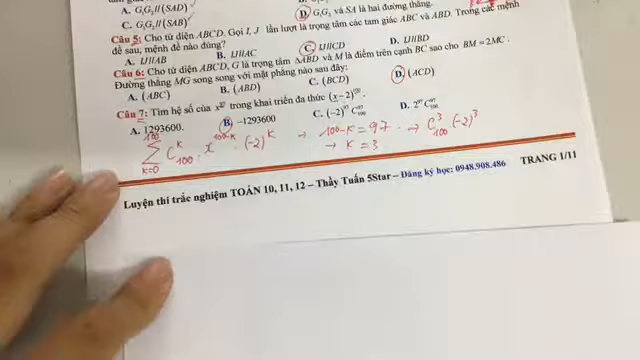 A. G₁G₂//(SAD)
C. G₁G₂//(SAB)
D. G₁G₂ và SA là hai đường thẳng.
Câu 5: Cho tứ diện ABCD. Gọi I, J lần lượt là trọng tâm các tam giác ABC và ABD. Trong các mệnh
đề sau, mệnh đề nào đúng?
A. IJ//AB B. IJ//AC C. IJ//CD D. IJ//BD
Câu 6: Cho tứ diện ABCD, G là trọng tâm ΔABD và M là điểm trên cạnh BC sao cho BM = 2MC.
Đường thẳng MG song song với mặt phẳng nào sau đây:
A. (ABC) B. (ABD) C. (BCD) D. (ACD)
Câu 7: Tìm hệ số của x⁹⁷ trong khai triển đa thức (x−2)¹⁰⁰.
A. 1293600. B. −1293600 C. (−2)⁹⁷ C⁹⁷₁₀₀ D. 2⁹⁷ C⁹⁷₁₀₀
100 Σ k=0 Cᵏ₁₀₀ . x¹⁰⁰⁻ᵏ . (−2)ᵏ → 100−k = 97 → C³₁₀₀ . (−2)³
→ k = 3
Luyện thi trắc nghiệm TOÁN 10, 11, 12 – Thầy Tuấn 5Star – Đăng ký học: 0948.908.486 TRANG 1/11